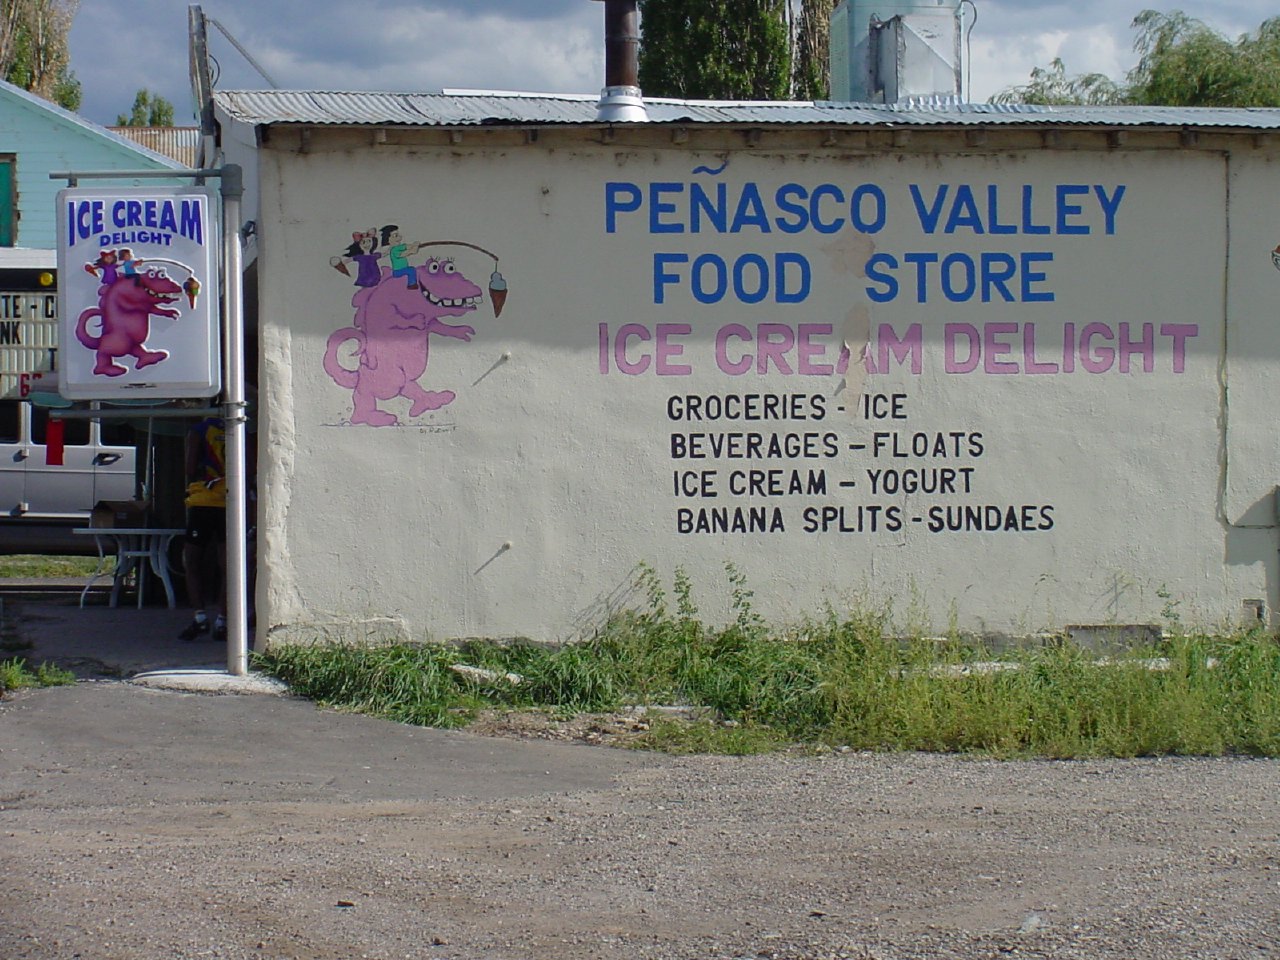 ICE CREAM
DELIGHT
PEÑASCO VALLEY
FOOD STORE
ICE CREAM DELIGHT
GROCERIES - ICE
BEVERAGES - FLOATS
ICE CREAM - YOGURT
BANANA SPLITS - SUNDAES